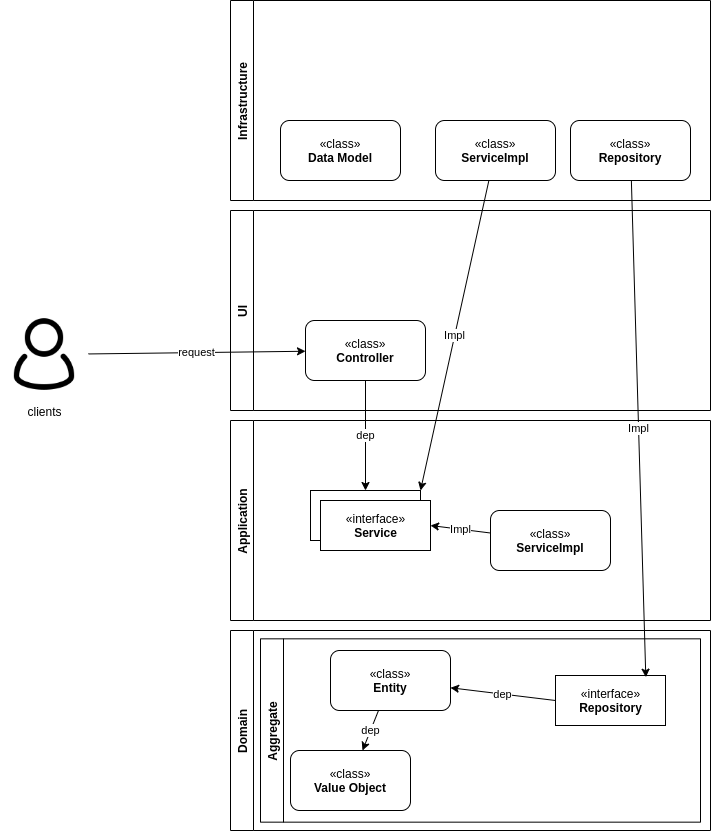 Infrastructure
«class»
Data Model
«class»
ServiceImpl
«class»
Repository
UI
«class»
Controller
request
Impl
clients
dep
Impl
Application
«interface»
Service
Impl
«class»
ServiceImpl
Domain
Aggregate
«class»
Entity
dep
«interface»
Repository
dep
«class»
Value Object